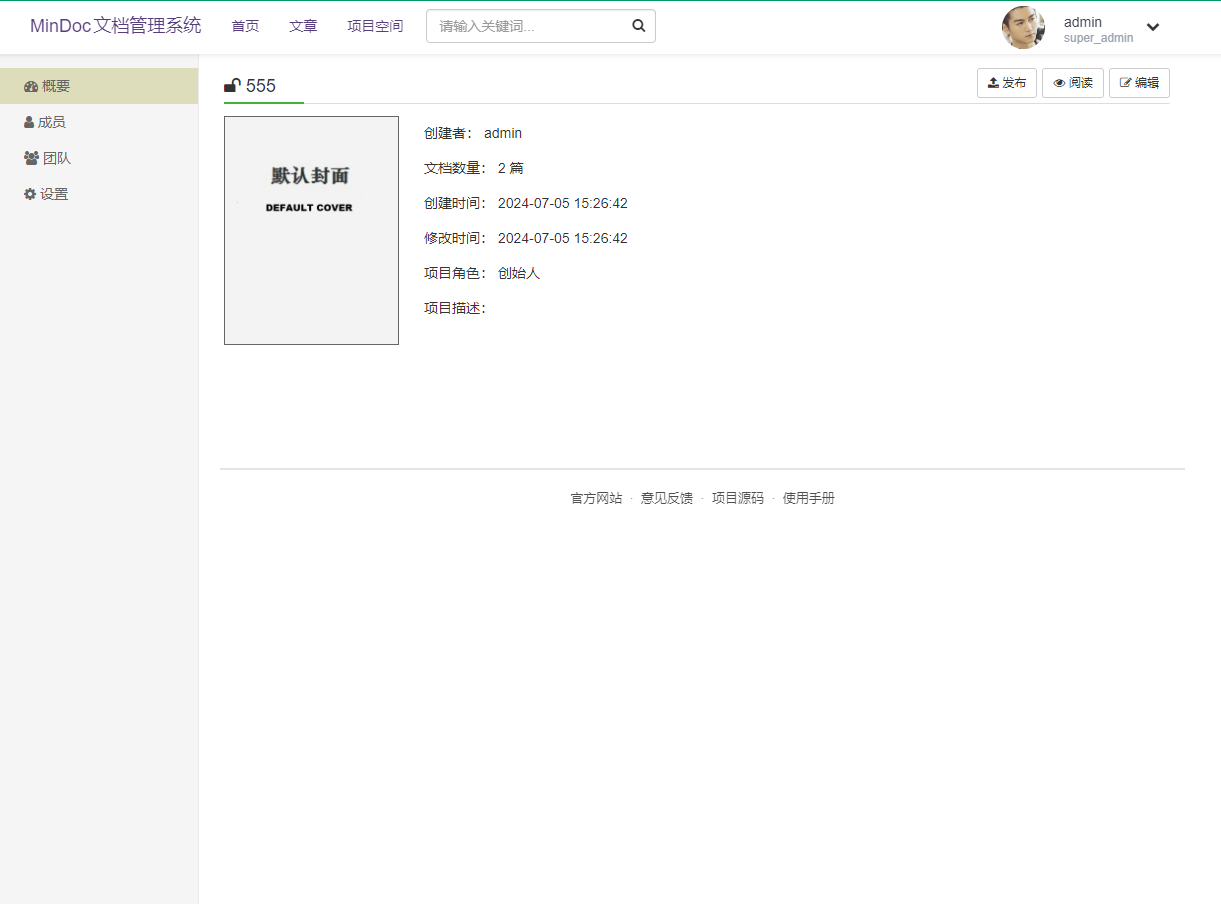 MinDoc文档管理系统 首页 文章 项目空间 请输入关键词... admin
super_admin
概要
成员
团队
设置
555 发布 阅读 编辑
默认封面
DEFAULT COVER
创建者： admin
文档数量： 2 篇
创建时间： 2024-07-05 15:26:42
修改时间： 2024-07-05 15:26:42
项目角色： 创始人
项目描述：
官方网站 · 意见反馈 · 项目源码 · 使用手册